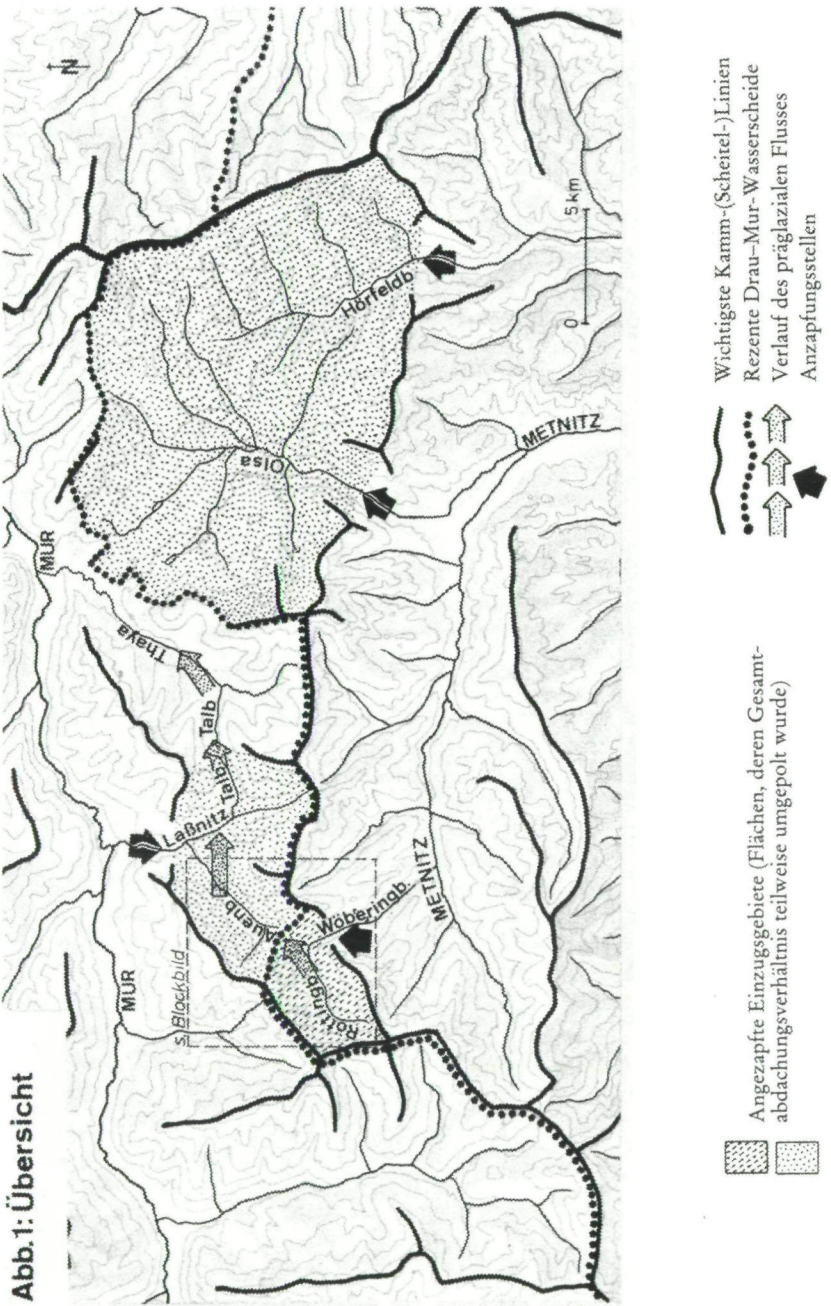 Abb.1: Übersicht
N
MUR
MUR
s. Blockbild
Thaya
Talb
Talb
Laßnitz
Auenb
Wöberingb.
METNITZ
Olsa
Hörfeldb
METNITZ
0 5 km
Angezapfte Einzugsgebiete (Flächen, deren Gesamt-
abdachungsverhältnis teilweise umgepolt wurde)
Wichtigste Kamm-(Scheitel-)Linien
Rezente Drau–Mur-Wasserscheide
Verlauf des präglazialen Flusses
Anzapfungsstellen